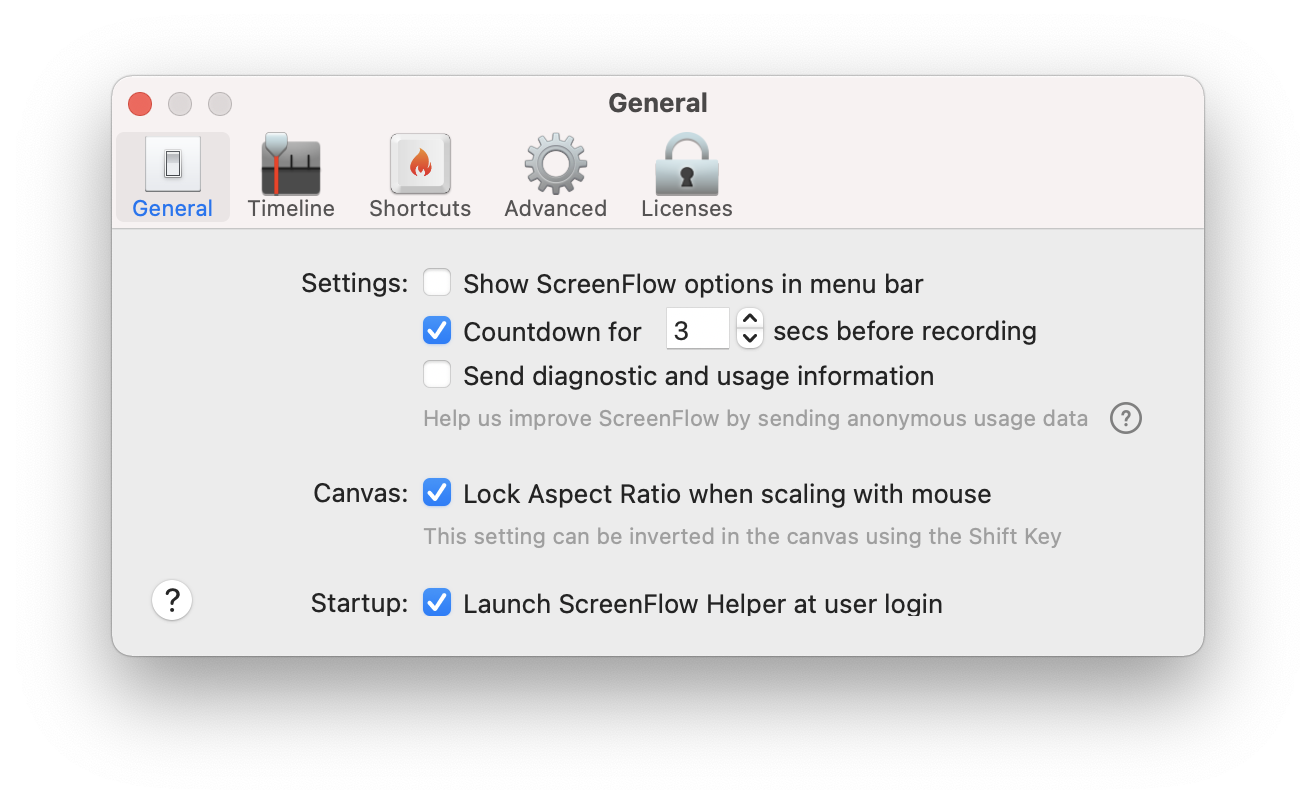 General
General Timeline Shortcuts Advanced Licenses
Settings: Show ScreenFlow options in menu bar
Countdown for 3 secs before recording
Send diagnostic and usage information
Help us improve ScreenFlow by sending anonymous usage data ?
Canvas: Lock Aspect Ratio when scaling with mouse
This setting can be inverted in the canvas using the Shift Key
? Startup: Launch ScreenFlow Helper at user login